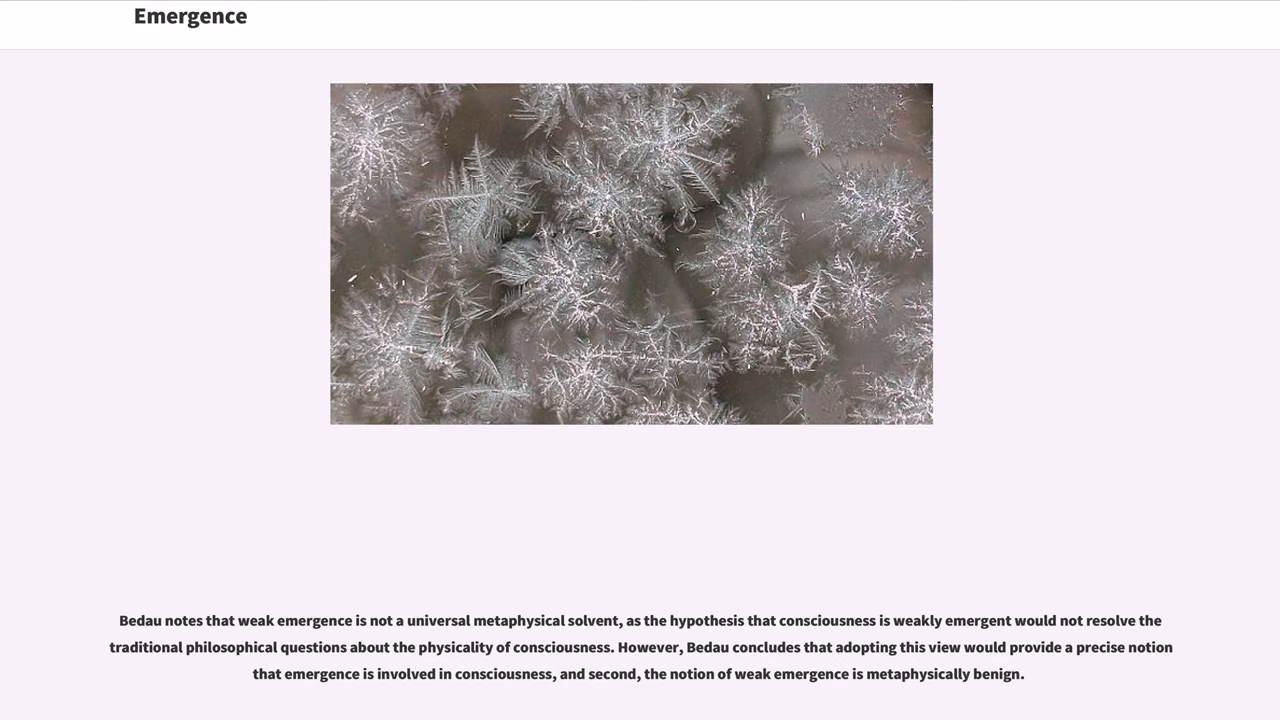 Emergence
Bedau notes that weak emergence is not a universal metaphysical solvent, as the hypothesis that consciousness is weakly emergent would not resolve the
traditional philosophical questions about the physicality of consciousness. However, Bedau concludes that adopting this view would provide a precise notion
that emergence is involved in consciousness, and second, the notion of weak emergence is metaphysically benign.